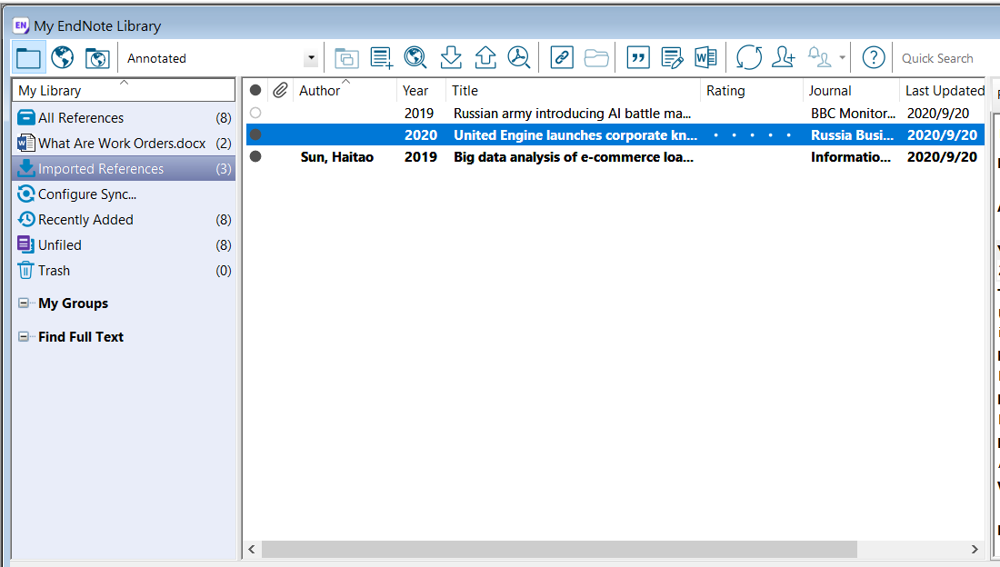 EN My EndNote Library
Annotated
Quick Search
My Library
All References (8)
What Are Work Orders.docx (2)
Imported References (3)
Configure Sync...
Recently Added (8)
Unfiled (8)
Trash (0)
My Groups
Find Full Text
Author Year Title Rating Journal Last Updated
2019 Russian army introducing AI battle ma... BBC Monitor... 2020/9/20
2020 United Engine launches corporate kn... Russia Busi... 2020/9/20
Sun, Haitao 2019 Big data analysis of e-commerce loa... Informatio... 2020/9/20